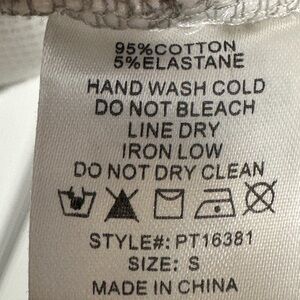 95%COTTON
5%ELASTANE
HAND WASH COLD
DO NOT BLEACH
LINE DRY
IRON LOW
DO NOT DRY CLEAN
STYLE#: PT16381
SIZE: S
MADE IN CHINA